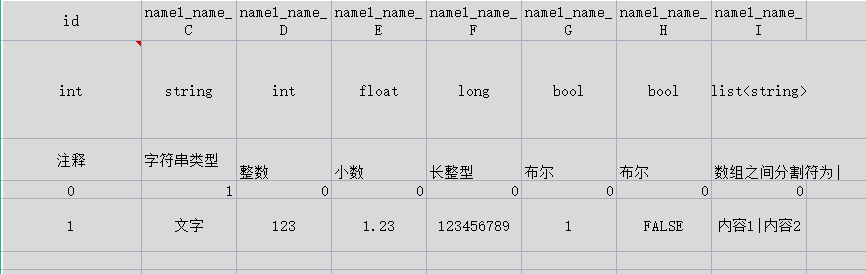 id name1_name_C name1_name_D name1_name_E name1_name_F name1_name_G name1_name_H name1_name_I
int string int float long bool bool list<string>
注释 字符串类型 整数 小数 长整型 布尔 布尔 数组之间分割符为|
0 1 0 0 0 0 0 0
1 文字 123 1.23 123456789 1 FALSE 内容1|内容2